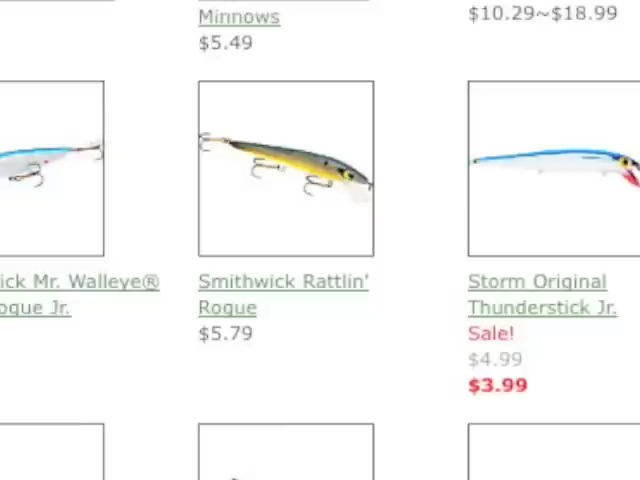 Minnows
$5.49
$10.29~$18.99
ick Mr. Walleye®
ogue Jr.
Smithwick Rattlin'
Rogue
$5.79
Storm Original
Thunderstick Jr.
Sale!
$4.99
$3.99